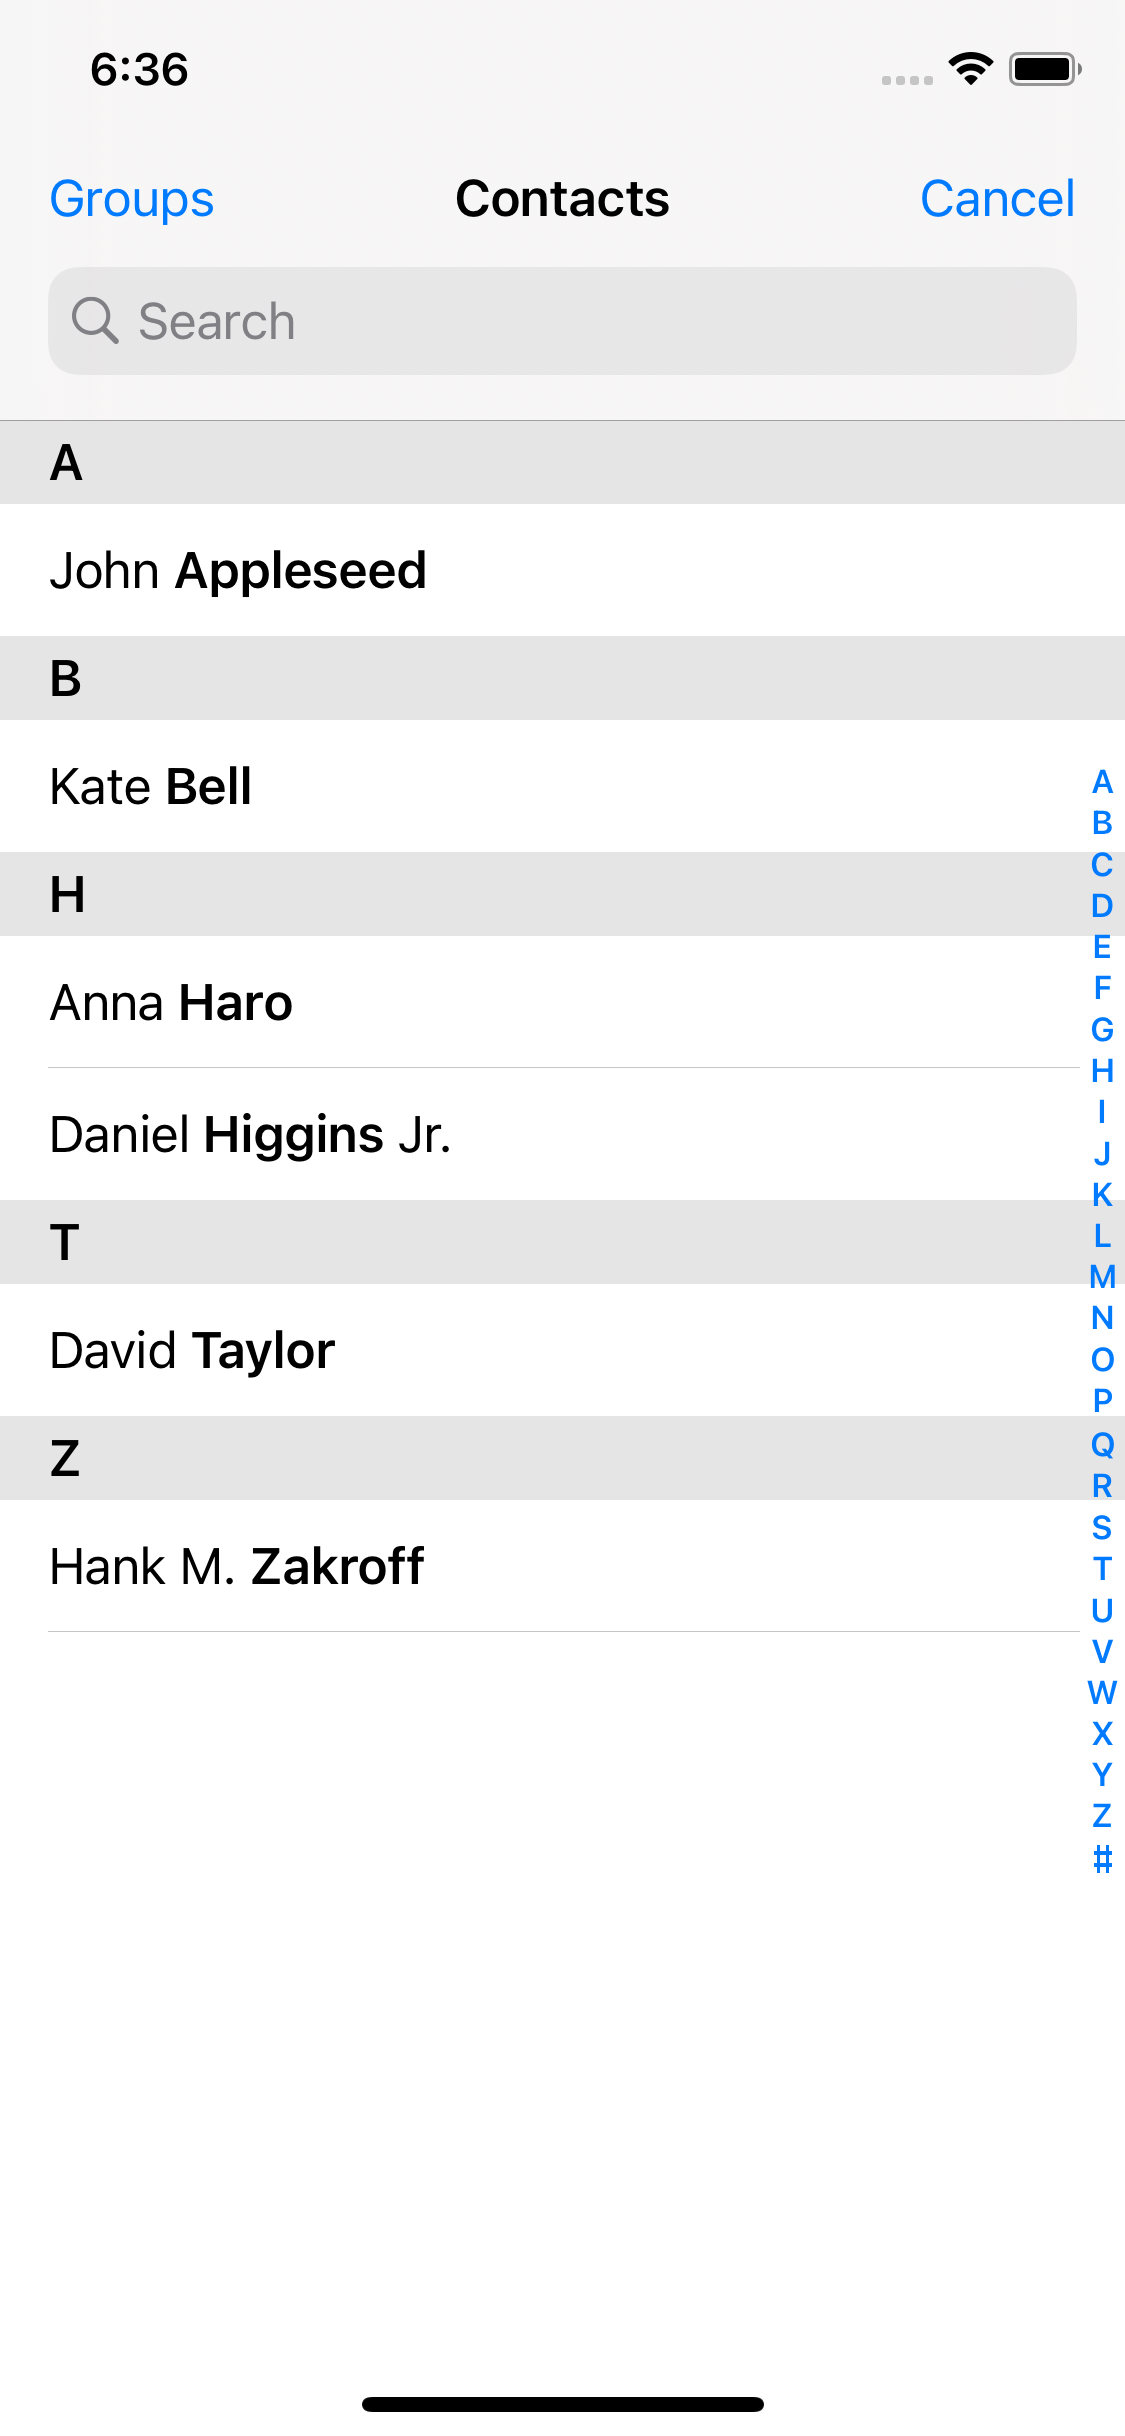 6:36
Groups Contacts Cancel
Search
A
John Appleseed
B
Kate Bell
H
Anna Haro
Daniel Higgins Jr.
T
David Taylor
Z
Hank M. Zakroff
A
B
C
D
E
F
G
H
I
J
K
L
M
N
O
P
Q
R
S
T
U
V
W
X
Y
Z
#